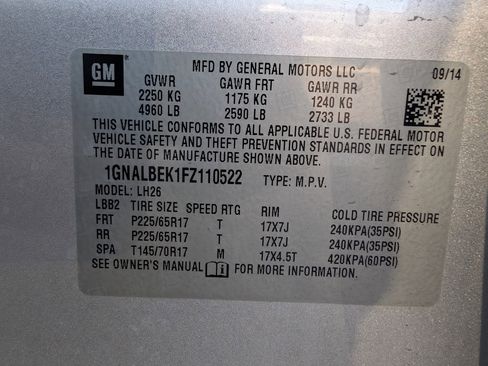 GM MFD BY GENERAL MOTORS LLC 09/14
GVWR GAWR FRT GAWR RR
2250 KG 1175 KG 1240 KG
4960 LB 2590 LB 2733 LB
THIS VEHICLE CONFORMS TO ALL APPLICABLE U.S. FEDERAL MOTOR
VEHICLE SAFETY AND THEFT PREVENTION STANDARDS IN EFFECT ON
THE DATE OF MANUFACTURE SHOWN ABOVE.
1GNALBEK1FZ110522 TYPE: M.P.V.
MODEL: LH26
LBB2 TIRE SIZE SPEED RTG RIM COLD TIRE PRESSURE
FRT P225/65R17 T 17X7J 240KPA(35PSI)
RR P225/65R17 T 17X7J 240KPA(35PSI)
SPA T145/70R17 M 17X4.5T 420KPA(60PSI)
SEE OWNER'S MANUAL FOR MORE INFORMATION.